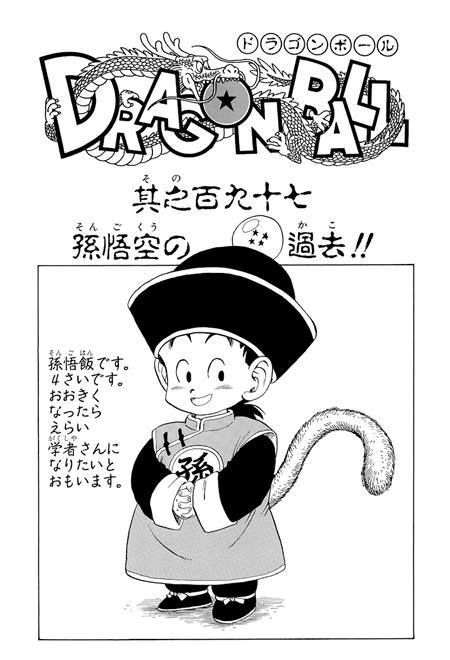 ドラゴンボール
DRAGON BALL
其之百九十七
孫悟空の過去!!
孫悟飯です。
4さいです。
おおきく
なったら
えらい
学者さんに
なりたいと
おもいます。
孫